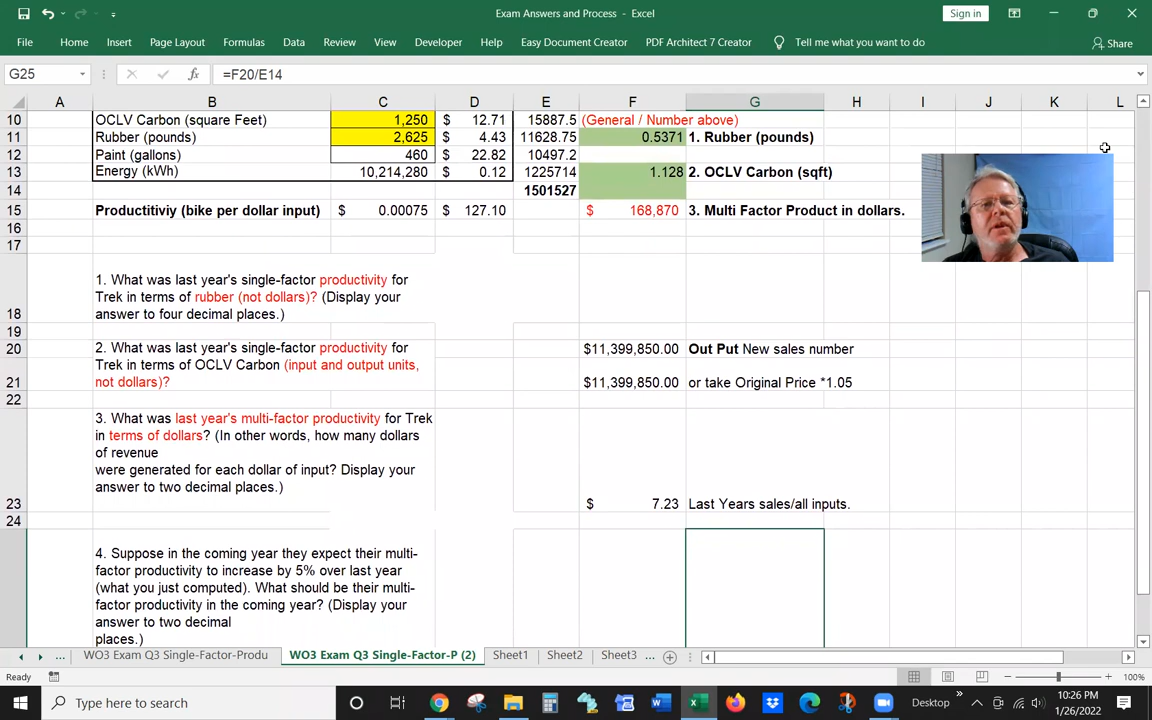 Exam Answers and Process - Excel
Sign in
File Home Insert Page Layout Formulas Data Review View Developer Help Easy Document Creator PDF Architect 7 Creator Tell me what you want to do Share
G25 fx =F20/E14
A B C D E F G H I J K L
10 OCLV Carbon (square Feet) 1,250 $ 12.71 15887.5 (General / Number above)
11 Rubber (pounds) 2,625 $ 4.43 11628.75 0.5371 1. Rubber (pounds)
12 Paint (gallons) 460 $ 22.82 10497.2
13 Energy (kWh) 10,214,280 $ 0.12 1225714 1.128 2. OCLV Carbon (sqft)
14 1501527
15 Productitiviy (bike per dollar input) $ 0.00075 $ 127.10 $ 168,870 3. Multi Factor Product in dollars.
16
17
1. What was last year's single-factor productivity for
Trek in terms of rubber (not dollars)? (Display your
18 answer to four decimal places.)
19
20 2. What was last year's single-factor productivity for $11,399,850.00 Out Put New sales number
Trek in terms of OCLV Carbon (input and output units,
21 not dollars)? $11,399,850.00 or take Original Price *1.05
22
3. What was last year's multi-factor productivity for Trek
in terms of dollars? (In other words, how many dollars
of revenue
were generated for each dollar of input? Display your
answer to two decimal places.)
23 $ 7.23 Last Years sales/all inputs.
24
4. Suppose in the coming year they expect their multi-
factor productivity to increase by 5% over last year
(what you just computed). What should be their multi-
factor productivity in the coming year? (Display your
answer to two decimal
places.)
... WO3 Exam Q3 Single-Factor-Produ WO3 Exam Q3 Single-Factor-P (2) Sheet1 Sheet2 Sheet3 ...
Ready 100%
Type here to search Desktop 10:26 PM
1/26/2022